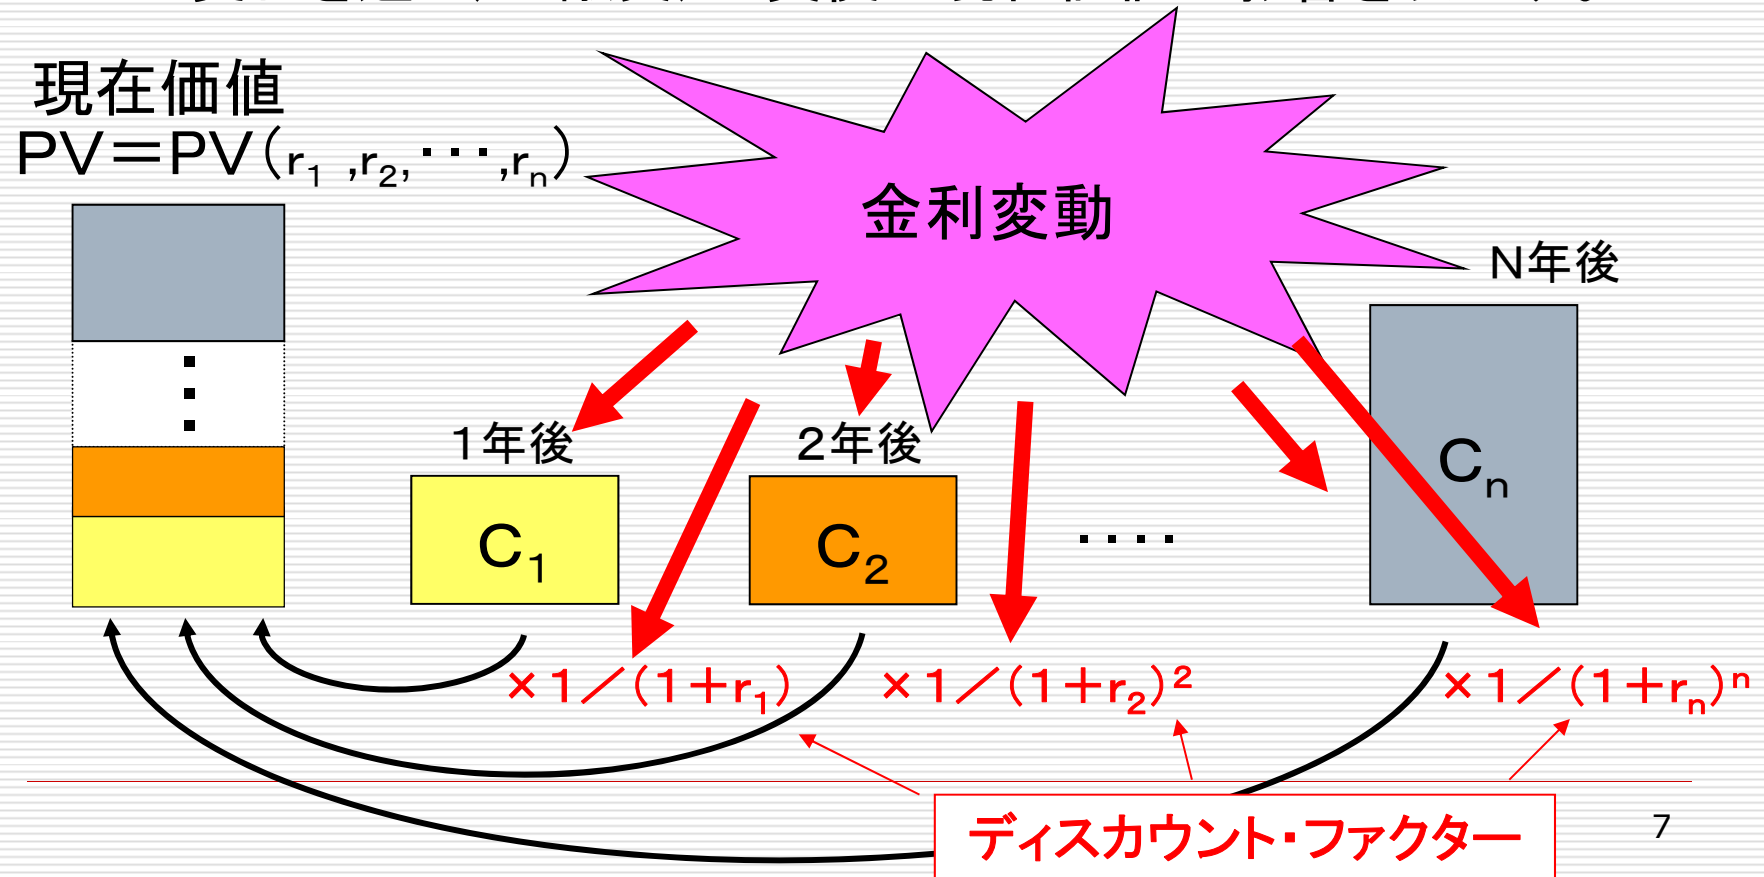 現在価値
PV＝PV(r₁ ,r₂,・・・,rₙ)
金利変動
N年後
1年後
2年後
C₁
C₂
・・・・
Cₙ
×1／(1＋r₁)
×1／(1＋r₂)²
×1／(1＋rₙ)ⁿ
ディスカウント・ファクター
7